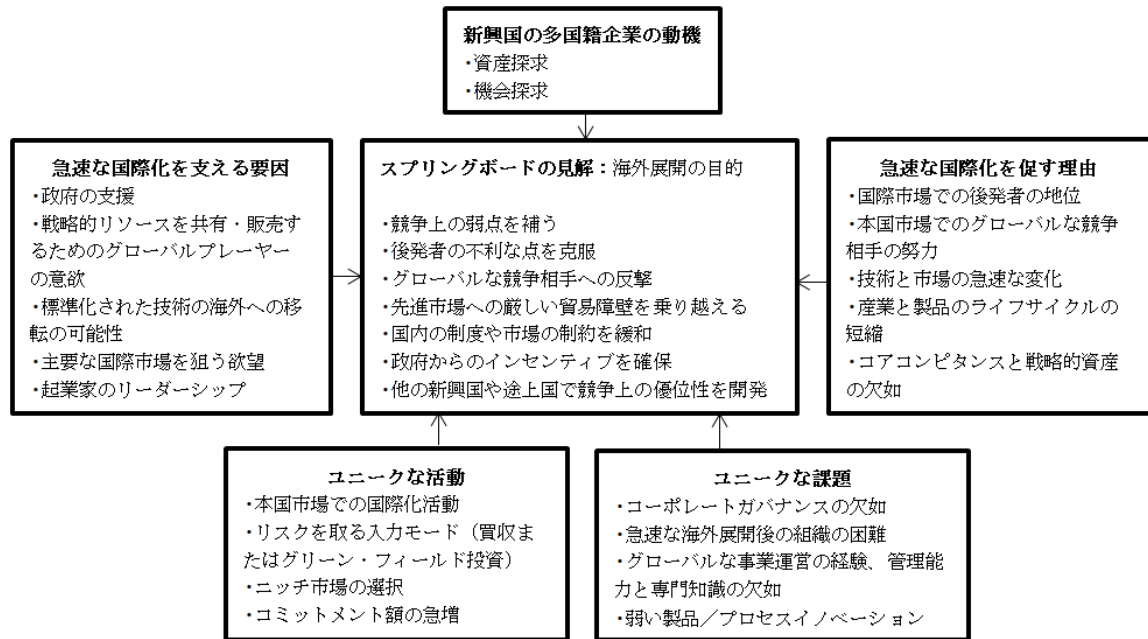 新興国の多国籍企業の動機
・資産探求
・機会探求
急速な国際化を支える要因
・政府の支援
・戦略的リソースを共有・販売す
るためのグローバルプレーヤー
の意欲
・標準化された技術の海外への移
転の可能性
・主要な国際市場を狙う欲望
・起業家のリーダーシップ
スプリングボードの見解：海外展開の目的
・競争上の弱点を補う
・後発者の不利な点を克服
・グローバルな競争相手への反撃
・先進市場への厳しい貿易障壁を乗り越える
・国内の制度や市場の制約を緩和
・政府からのインセンティブを確保
・他の新興国や途上国で競争上の優位性を開発
急速な国際化を促す理由
・国際市場での後発者の地位
・本国市場でのグローバルな競争
相手の努力
・技術と市場の急速な変化
・産業と製品のライフサイクルの
短縮
・コアコンピタンスと戦略的資産
の欠如
ユニークな活動
・本国市場での国際化活動
・リスクを取る入力モード（買収ま
たはグリーン・フィールド投資）
・ニッチ市場の選択
・コミットメント額の急増
ユニークな課題
・コーポレートガバナンスの欠如
・急速な海外展開後の組織の困難
・グローバルな事業運営の経験、管理能
力と専門知識の欠如
・弱い製品／プロセスイノベーション